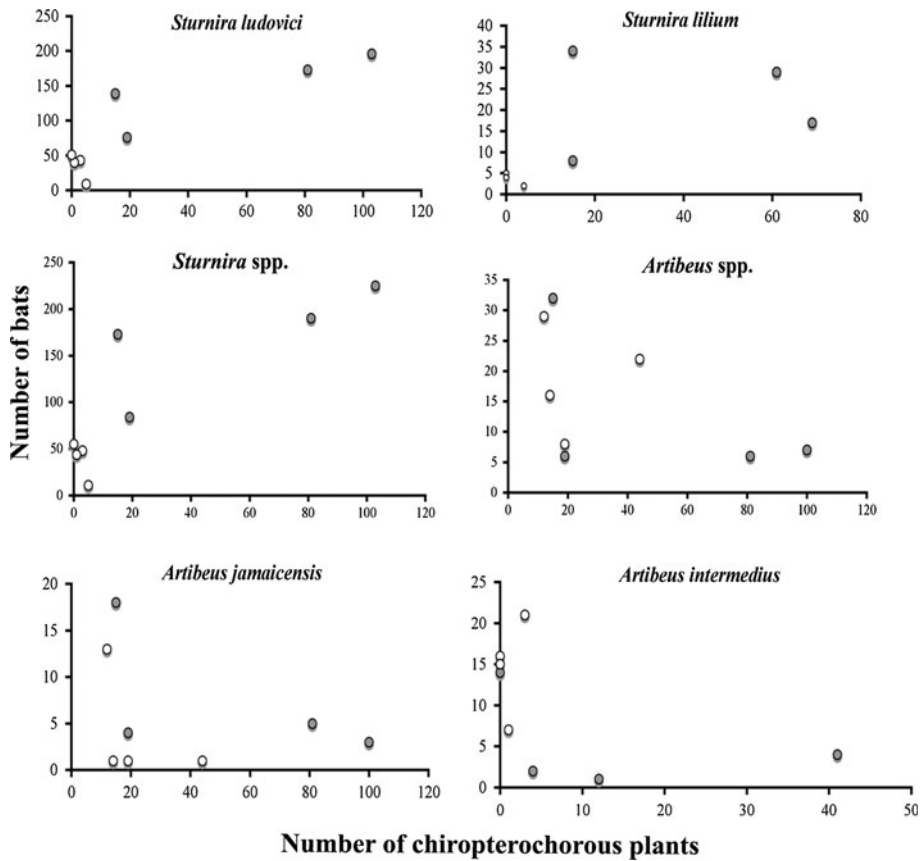 Sturnira ludovici
250
200
150
100
50
0
0 20 40 60 80 100 120
Sturnira lilium
40
35
30
25
20
15
10
5
0
0 20 40 60 80
Number of bats
Sturnira spp.
250
200
150
100
50
0
0 20 40 60 80 100 120
Artibeus spp.
35
30
25
20
15
10
5
0
0 20 40 60 80 100 120
Artibeus jamaicensis
20
15
10
5
0
0 20 40 60 80 100 120
Artibeus intermedius
25
20
15
10
5
0
0 10 20 30 40 50
Number of chiropterochorous plants